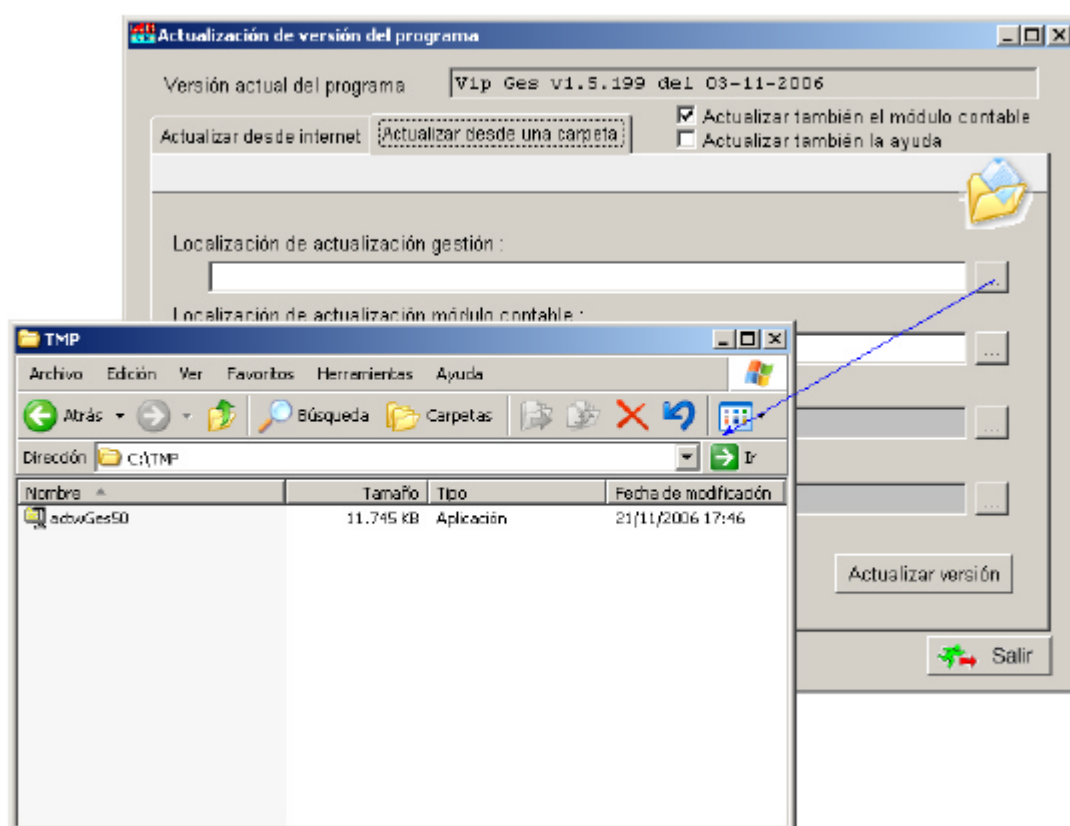 Actualización de versión del programa
Versión actual del programa
Vip Ges v1.5.199 del 03-11-2006
Actualizar también el módulo contable
Actualizar desde internet
Actualizar desde una carpeta
Actualizar también la ayuda
Localización de actualización gestión :
...
Localización de actualización módulo contable :
...
...
...
Actualizar versión
Salir
TMP
Archivo Edición Ver Favoritos Herramientas Ayuda
Atrás Búsqueda Carpetas
Dirección C:\TMP Ir
Nombre Tamaño Tipo Fecha de modificación
actwGes50 11.745 KB Aplicación 21/11/2006 17:46